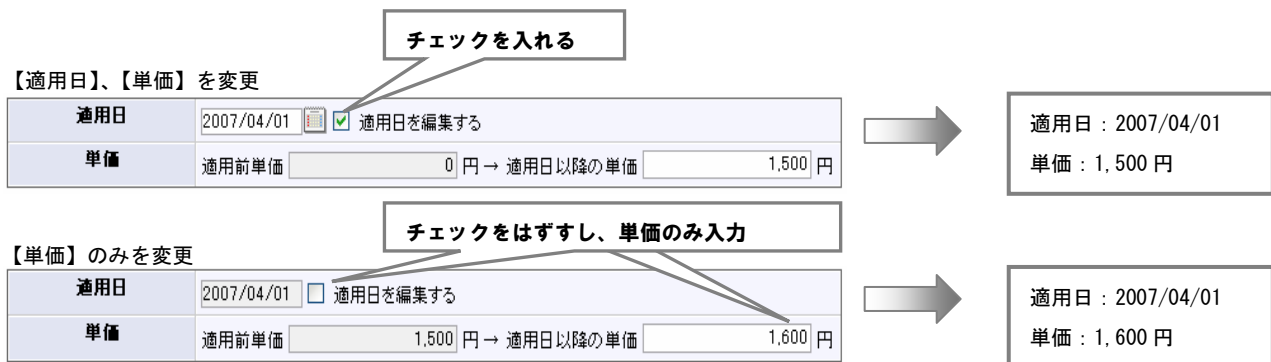 チェックを入れる
【適用日】、【単価】を変更
適用日 2007/04/01 適用日を編集する
単価 適用前単価 0 円 → 適用日以降の単価 1,500 円
適用日：2007/04/01
単価：1,500 円
チェックをはずすし、単価のみ入力
【単価】のみを変更
適用日 2007/04/01 適用日を編集する
単価 適用前単価 1,500 円 → 適用日以降の単価 1,600 円
適用日：2007/04/01
単価：1,600 円